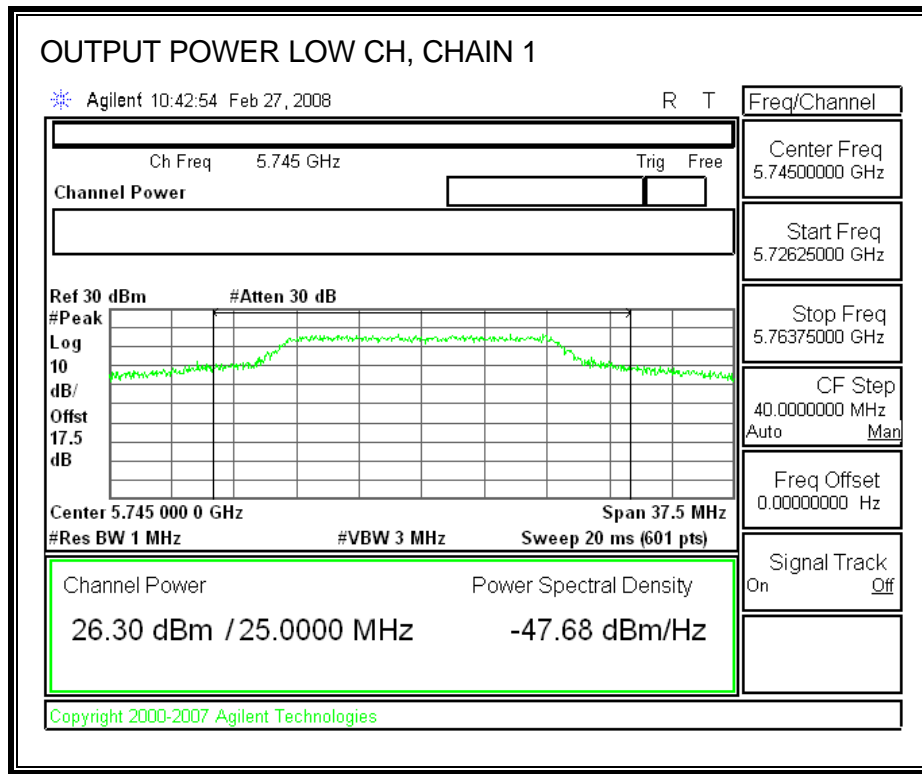 OUTPUT POWER LOW CH, CHAIN 1
Agilent 10:42:54 Feb 27, 2008 R T
Freq/Channel
Ch Freq 5.745 GHz Trig Free
Channel Power
Center Freq
5.74500000 GHz
Start Freq
5.72625000 GHz
Stop Freq
5.76375000 GHz
CF Step
40.0000000 MHz
Auto Man
Freq Offset
0.00000000 Hz
Signal Track
On Off
Ref 30 dBm #Atten 30 dB
#Peak
Log
10
dB/
Offst
17.5
dB
Center 5.745 000 0 GHz Span 37.5 MHz
#Res BW 1 MHz #VBW 3 MHz Sweep 20 ms (601 pts)
Channel Power Power Spectral Density
26.30 dBm / 25.0000 MHz -47.68 dBm/Hz
Copyright 2000-2007 Agilent Technologies